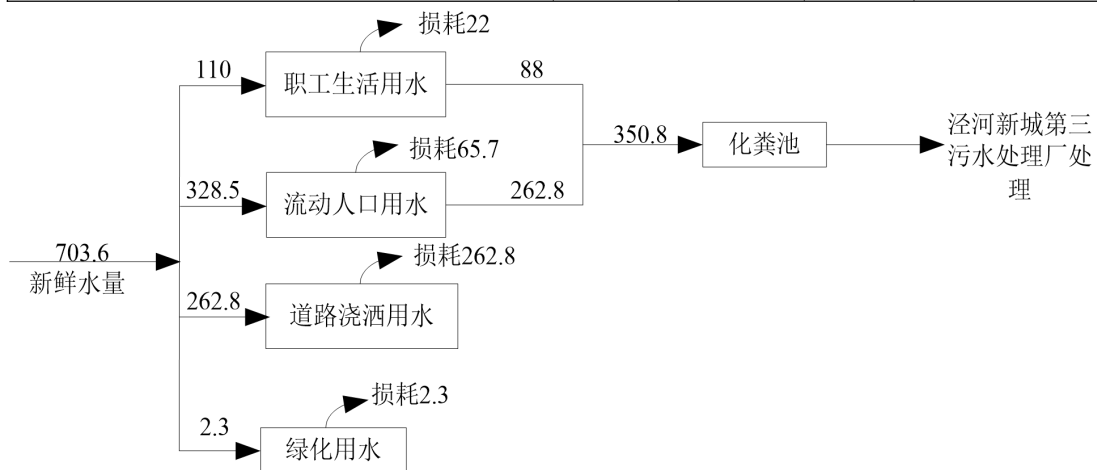 损耗22
110
职工生活用水
88
损耗65.7
328.5
流动人口用水
262.8
350.8
化粪池
泾河新城第三
污水处理厂处
理
703.6
新鲜水量
损耗262.8
262.8
道路浇洒用水
损耗2.3
2.3
绿化用水